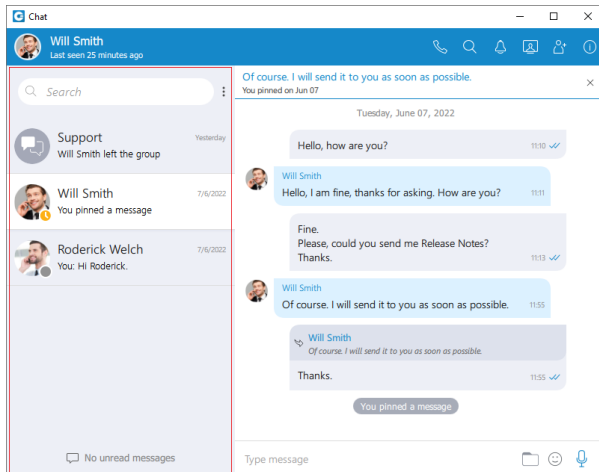 Chat
Will Smith
Last seen 25 minutes ago
Search
Support
Yesterday
Will Smith left the group
Will Smith
7/6/2022
You pinned a message
Roderick Welch
7/6/2022
You: Hi Roderick.
No unread messages
Of course. I will send it to you as soon as possible.
You pinned on Jun 07
Tuesday, June 07, 2022
Hello, how are you?
11:10
Will Smith
Hello, I am fine, thanks for asking. How are you?
11:11
Fine.
Please, could you send me Release Notes?
Thanks.
11:13
Will Smith
Of course. I will send it to you as soon as possible.
11:55
Will Smith
Of course. I will send it to you as soon as possible.
Thanks.
11:55
You pinned a message
Type message